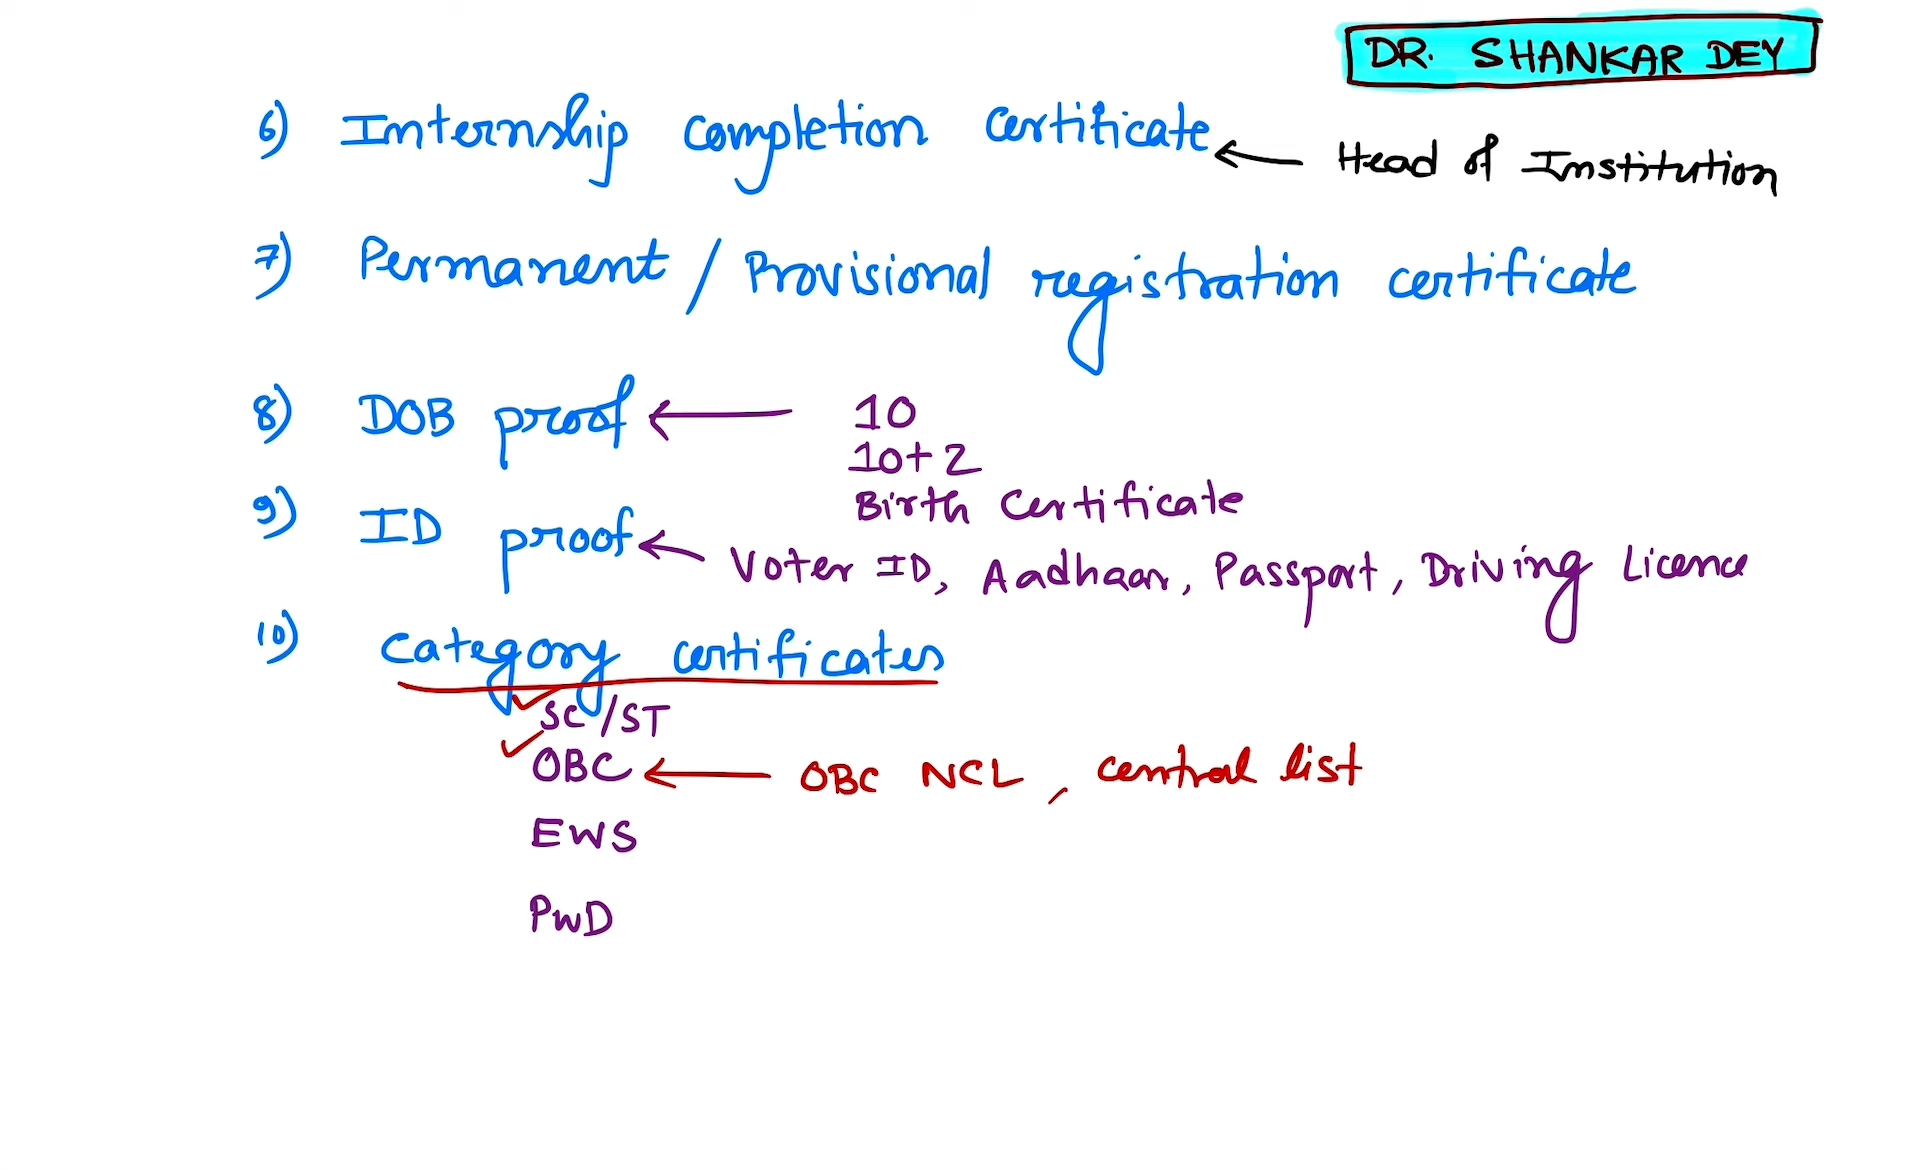 DR. SHANKAR DEY
6) Internship completion certificate ← Head of Institution
7) Permanent / Provisional registration certificate
8) DOB proof ← 10
10+2
Birth Certificate
9) ID proof ← Voter ID, Aadhaar, Passport, Driving Licence
10) Category certificates
✓ SC/ST
✓ OBC ← OBC NCL, central list
EWS
PwD